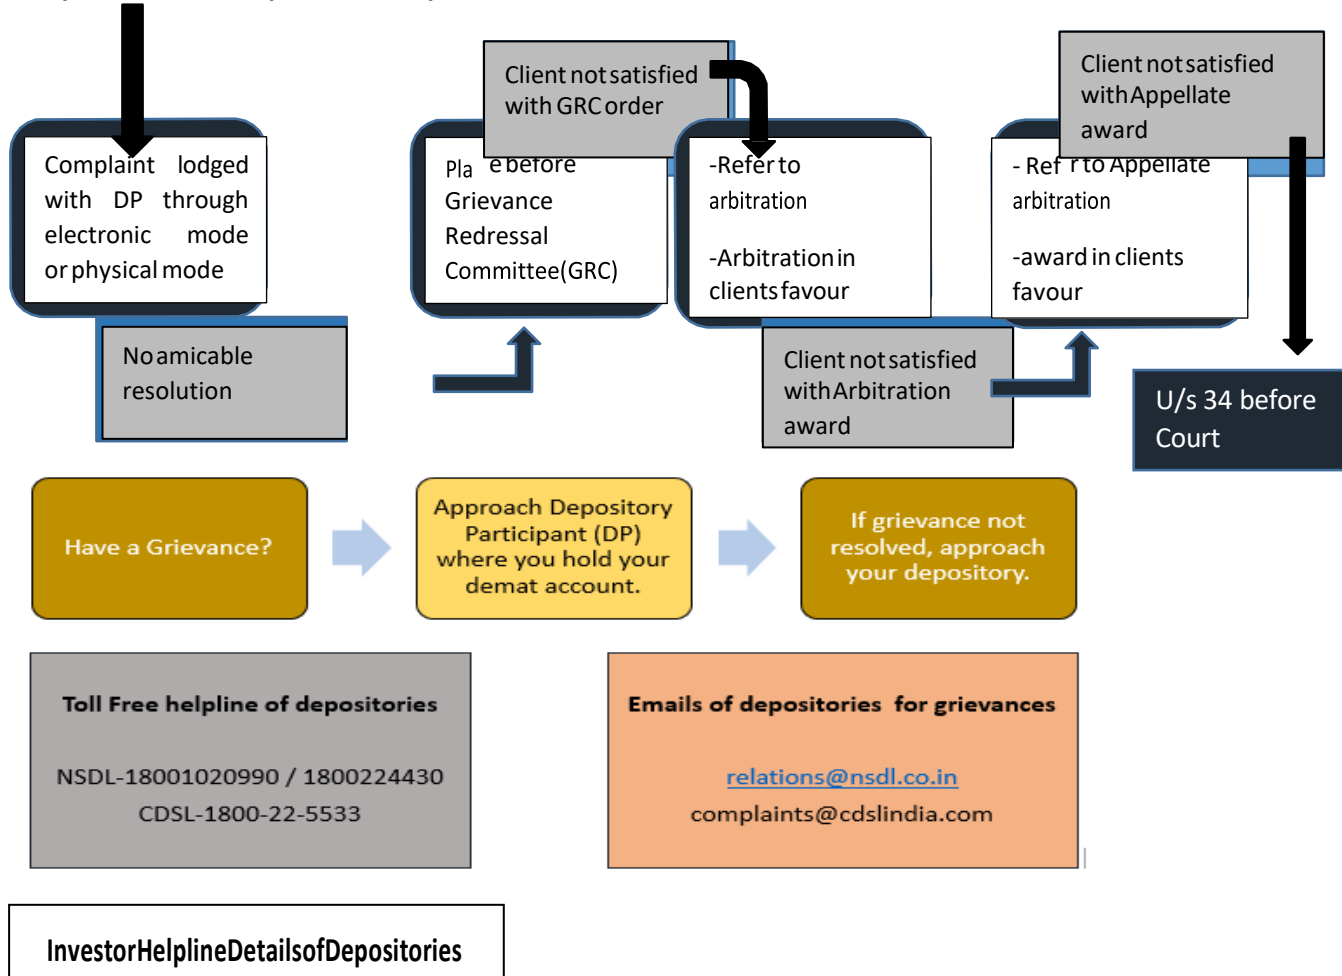 Complaint lodged
with DP through
electronic mode
or physical mode
No amicable
resolution
Pla e before
Grievance
Redressal
Committee(GRC)
Client not satisfied
with GRC order
-Refer to
arbitration
-Arbitration in
clients favour
Client not satisfied
with Arbitration
award
- Ref r to Appellate
arbitration
-award in clients
favour
Client not satisfied
with Appellate
award
U/s 34 before
Court
Have a Grievance?
Approach Depository
Participant (DP)
where you hold your
demat account.
If grievance not
resolved, approach
your depository.
Toll Free helpline of depositories
NSDL-18001020990 / 1800224430
CDSL-1800-22-5533
Emails of depositories for grievances
relations@nsdl.co.in
complaints@cdslindia.com
InvestorHelplineDetailsofDepositories